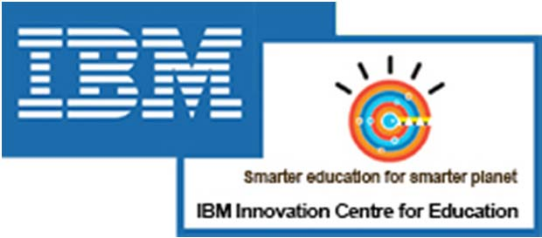 IBM
Smarter education for smarter planet
IBM Innovation Centre for Education